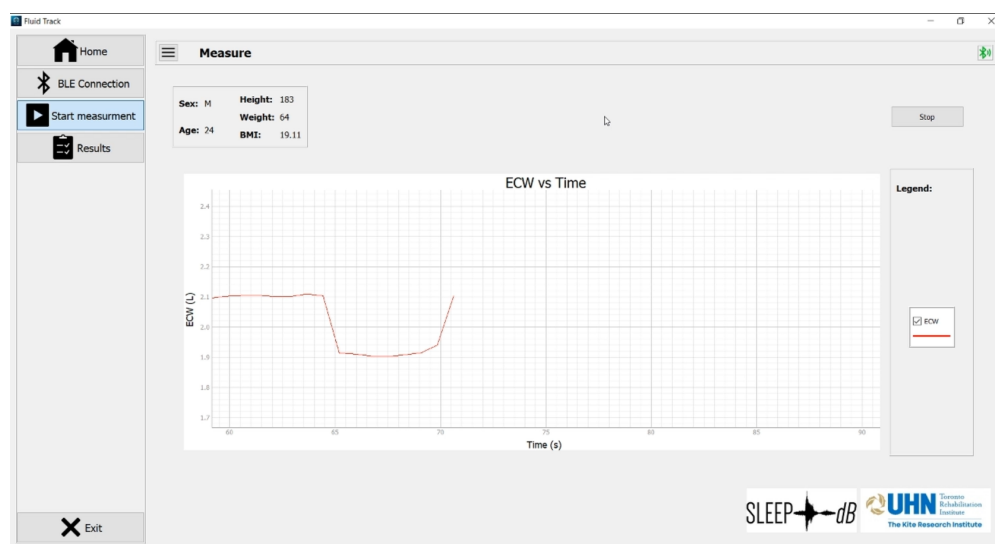 Fluid Track
Home
BLE Connection
Start measurment
Results
Exit
Measure
Sex: M
Age: 24
Height: 183
Weight: 64
BMI: 19.11
Stop
ECW vs Time
ECW (L)
2.4
2.3
2.2
2.1
2.0
1.9
1.8
1.7
60 65 70 75 80 85 90
Time (s)
Legend:
ECW
SLEEP dB
UHN Toronto
Rehabilitation
Institute
The Kite Research Institute